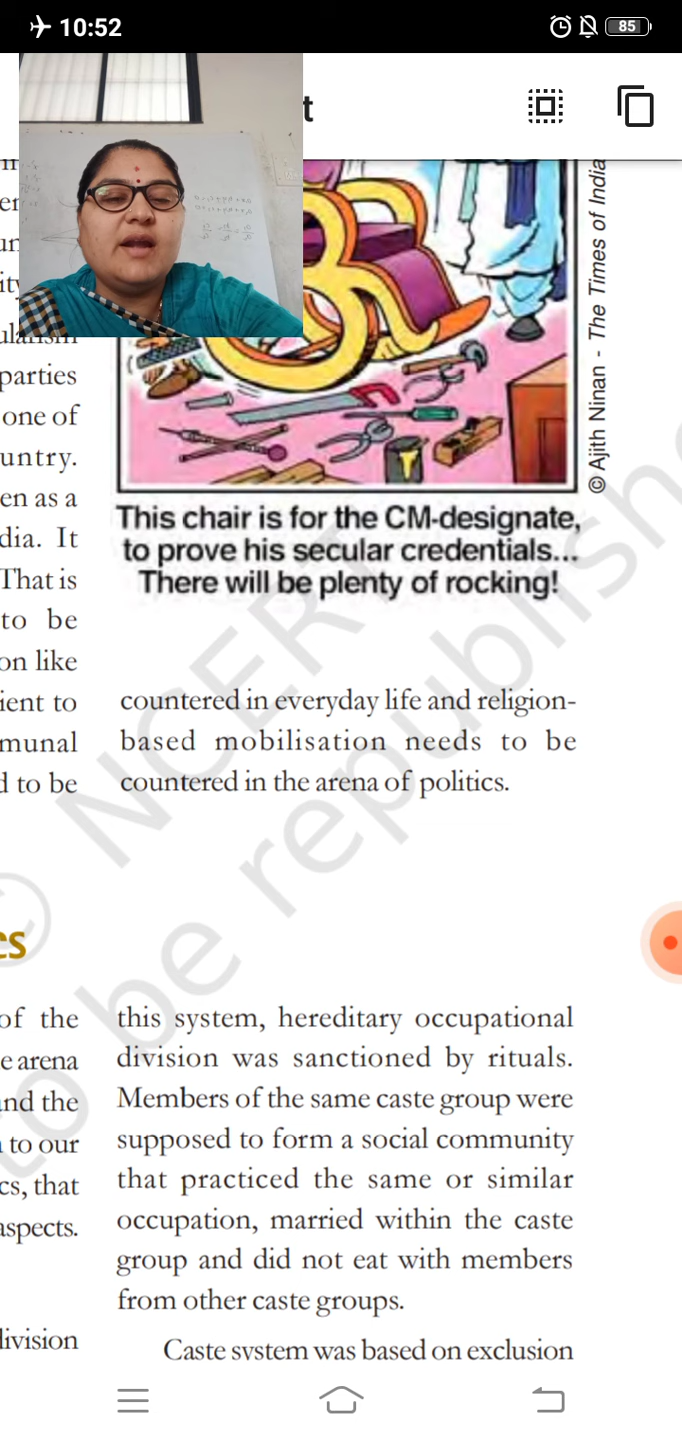 10:52
85
t
© Ajith Ninan - The Times of India
parties
one of
untry.
en as a
dia. It
That is
to be
on like
ient to
munal
d to be
This chair is for the CM-designate,
to prove his secular credentials...
There will be plenty of rocking!
countered in everyday life and religion-
based mobilisation needs to be
countered in the arena of politics.
© NCERT
to be republishe
cs
of the
e arena
and the
to our
cs, that
aspects.
division
this system, hereditary occupational
division was sanctioned by rituals.
Members of the same caste group were
supposed to form a social community
that practiced the same or similar
occupation, married within the caste
group and did not eat with members
from other caste groups.
Caste system was based on exclusion